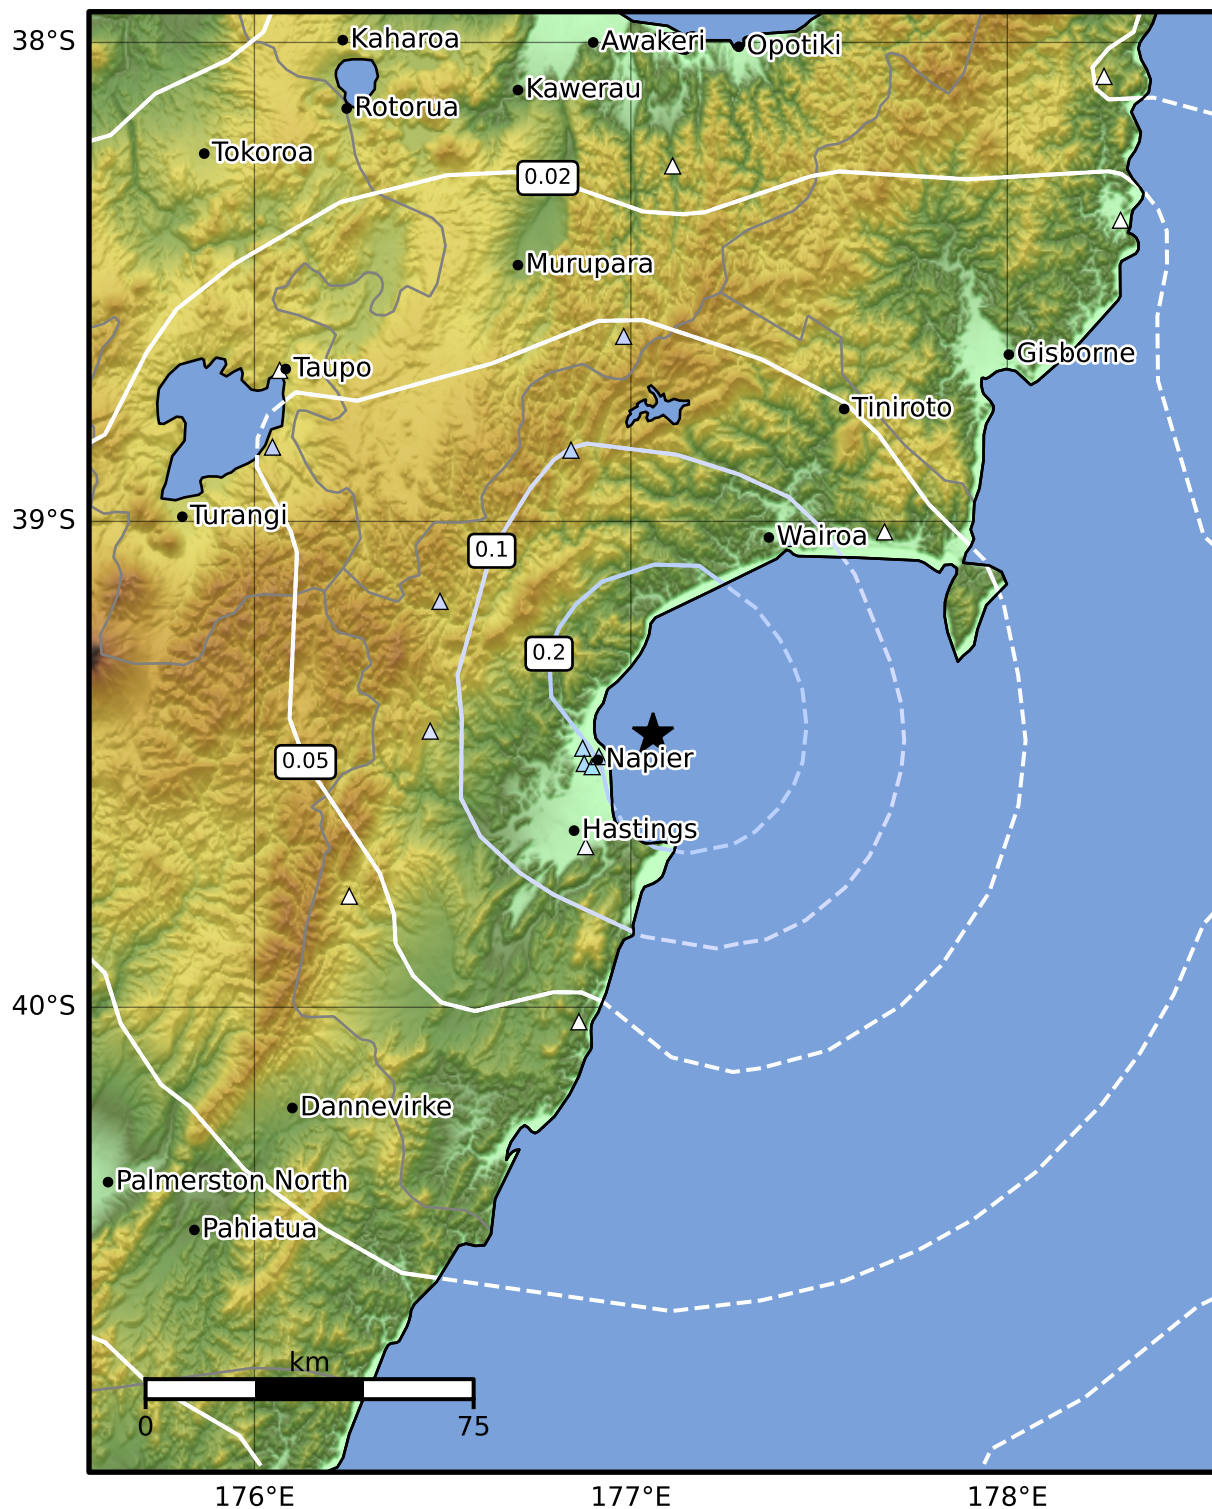 38°S
Kaharoa
Awakeri
Opotiki
Kawerau
Rotorua
Tokoroa
0.02
Murupara
Gisborne
Taupo
Tiniroto
39°S
Turangi
Wairoa
0.1
0.2
0.05
Napier
Hastings
40°S
Dannevirke
Palmerston North
Pahiatua
km
0
75
176°E
177°E
178°E